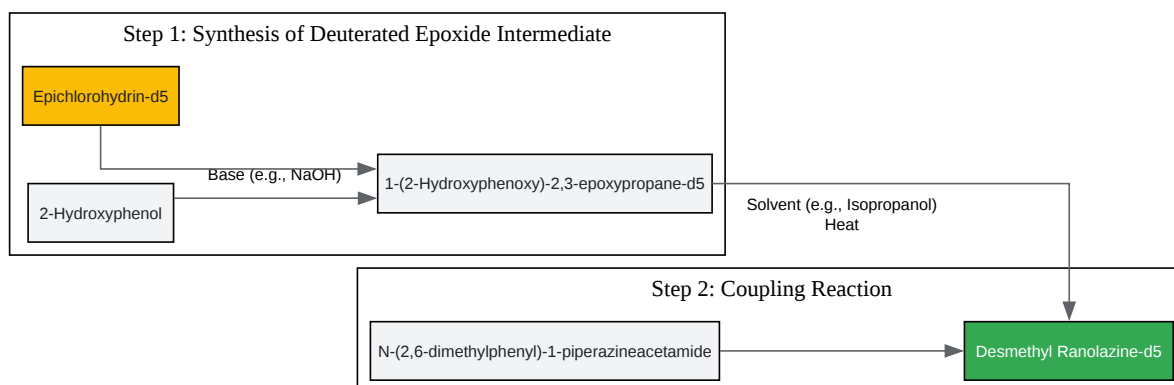 Step 1: Synthesis of Deuterated Epoxide Intermediate
Epichlorohydrin-d5
Base (e.g., NaOH)
2-Hydroxyphenol
1-(2-Hydroxyphenoxy)-2,3-epoxypropane-d5
Solvent (e.g., Isopropanol)
Heat
Step 2: Coupling Reaction
N-(2,6-dimethylphenyl)-1-piperazineacetamide
Desmethyl Ranolazine-d5